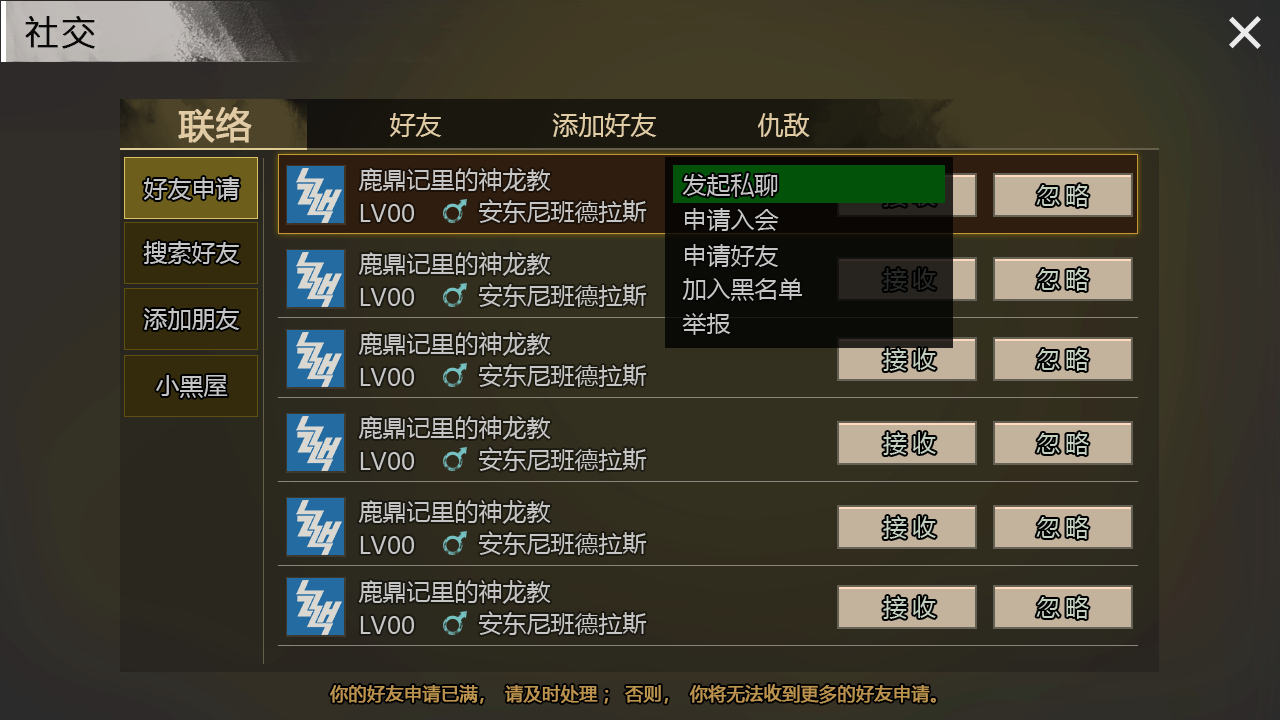 社交
联络 好友 添加好友 仇敌
好友申请
搜索好友
添加朋友
小黑屋
鹿鼎记里的神龙教
LV00 安东尼班德拉斯
接收 忽略
发起私聊
申请入会
申请好友
加入黑名单
举报
鹿鼎记里的神龙教
LV00 安东尼班德拉斯
接收 忽略
鹿鼎记里的神龙教
LV00 安东尼班德拉斯
接收 忽略
鹿鼎记里的神龙教
LV00 安东尼班德拉斯
接收 忽略
鹿鼎记里的神龙教
LV00 安东尼班德拉斯
接收 忽略
鹿鼎记里的神龙教
LV00 安东尼班德拉斯
接收 忽略
你的好友申请已满， 请及时处理； 否则， 你将无法收到更多的好友申请。